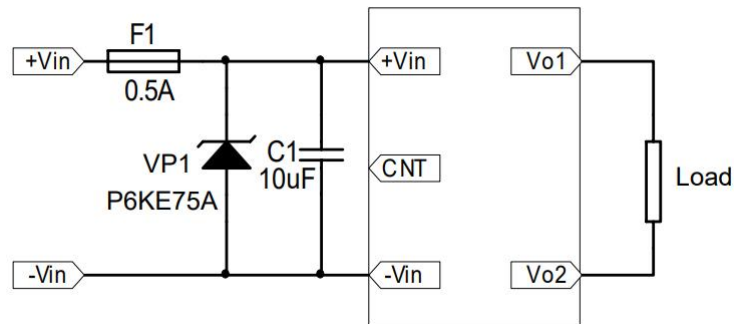 F1
+Vin
+Vin
Vo1
0.5A
VP1
C1
CNT
10uF
Load
P6KE75A
-Vin
-Vin
Vo2